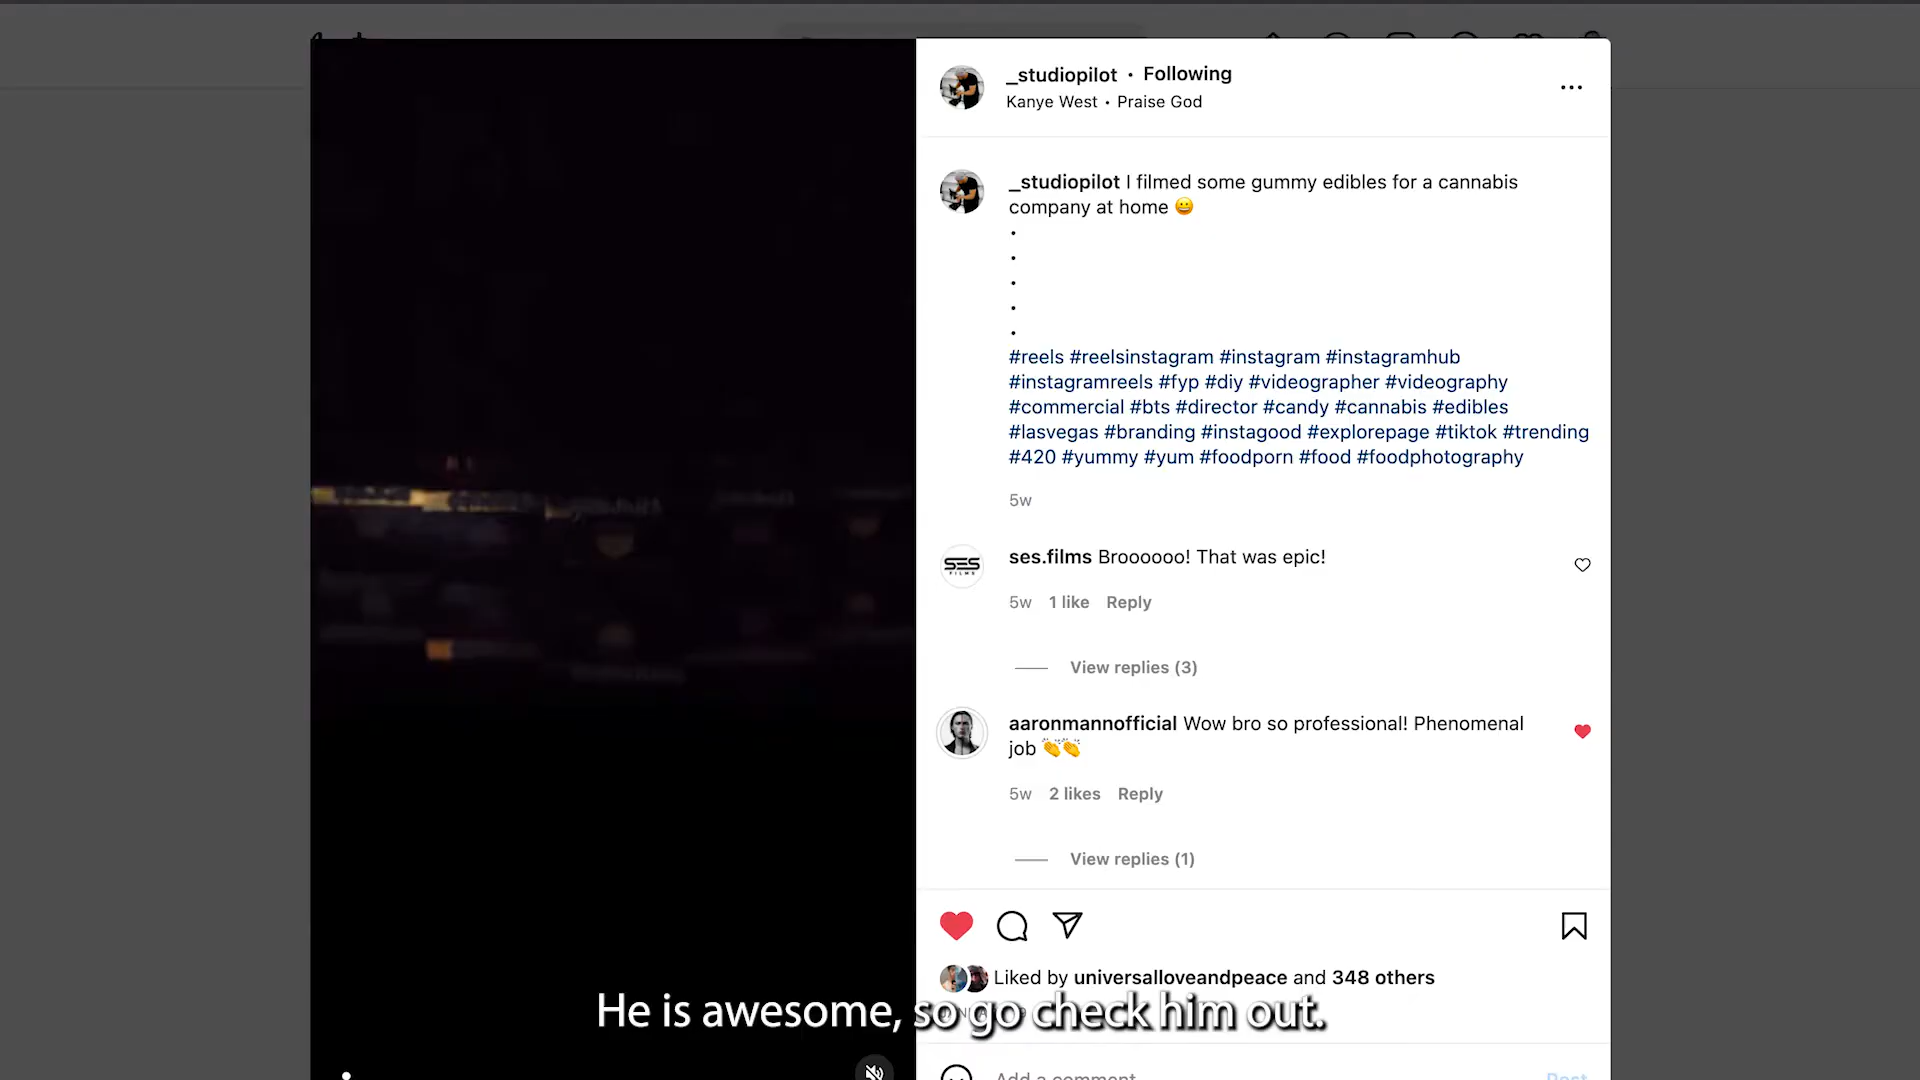 _studiopilot • Following
Kanye West • Praise God
_studiopilot I filmed some gummy edibles for a cannabis
company at home 😀
•
•
•
•
•
#reels #reelsinstagram #instagram #instagramhub
#instagramreels #fyp #diy #videographer #videography
#commercial #bts #director #candy #cannabis #edibles
#lasvegas #branding #instagood #explorepage #tiktok #trending
#420 #yummy #yum #foodporn #food #foodphotography
5w
SES FILMS
ses.films Broooooo! That was epic!
5w 1 like Reply
View replies (3)
aaronmannofficial Wow bro so professional! Phenomenal
job 👏👏
5w 2 likes Reply
View replies (1)
Liked by universalloveandpeace and 348 others
He is awesome, so go check him out.
Add a comment
Post